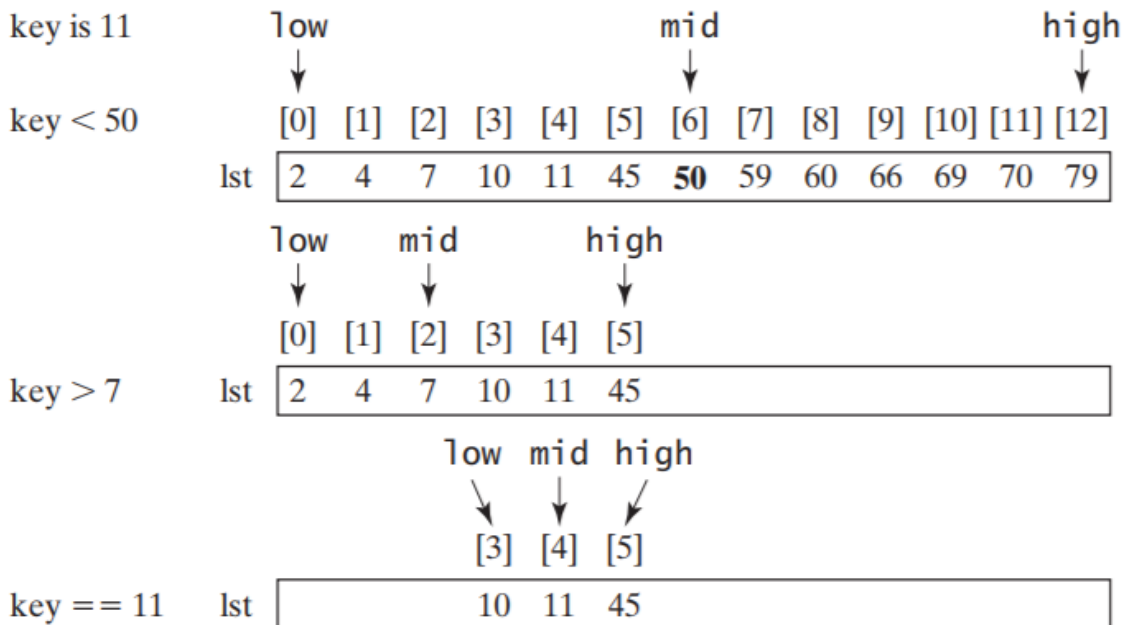 key is 11 low mid high
key < 50 [0] [1] [2] [3] [4] [5] [6] [7] [8] [9] [10] [11] [12]
lst 2 4 7 10 11 45 50 59 60 66 69 70 79
low mid high
[0] [1] [2] [3] [4] [5]
key > 7 lst 2 4 7 10 11 45
low mid high
[3] [4] [5]
key == 11 lst 10 11 45